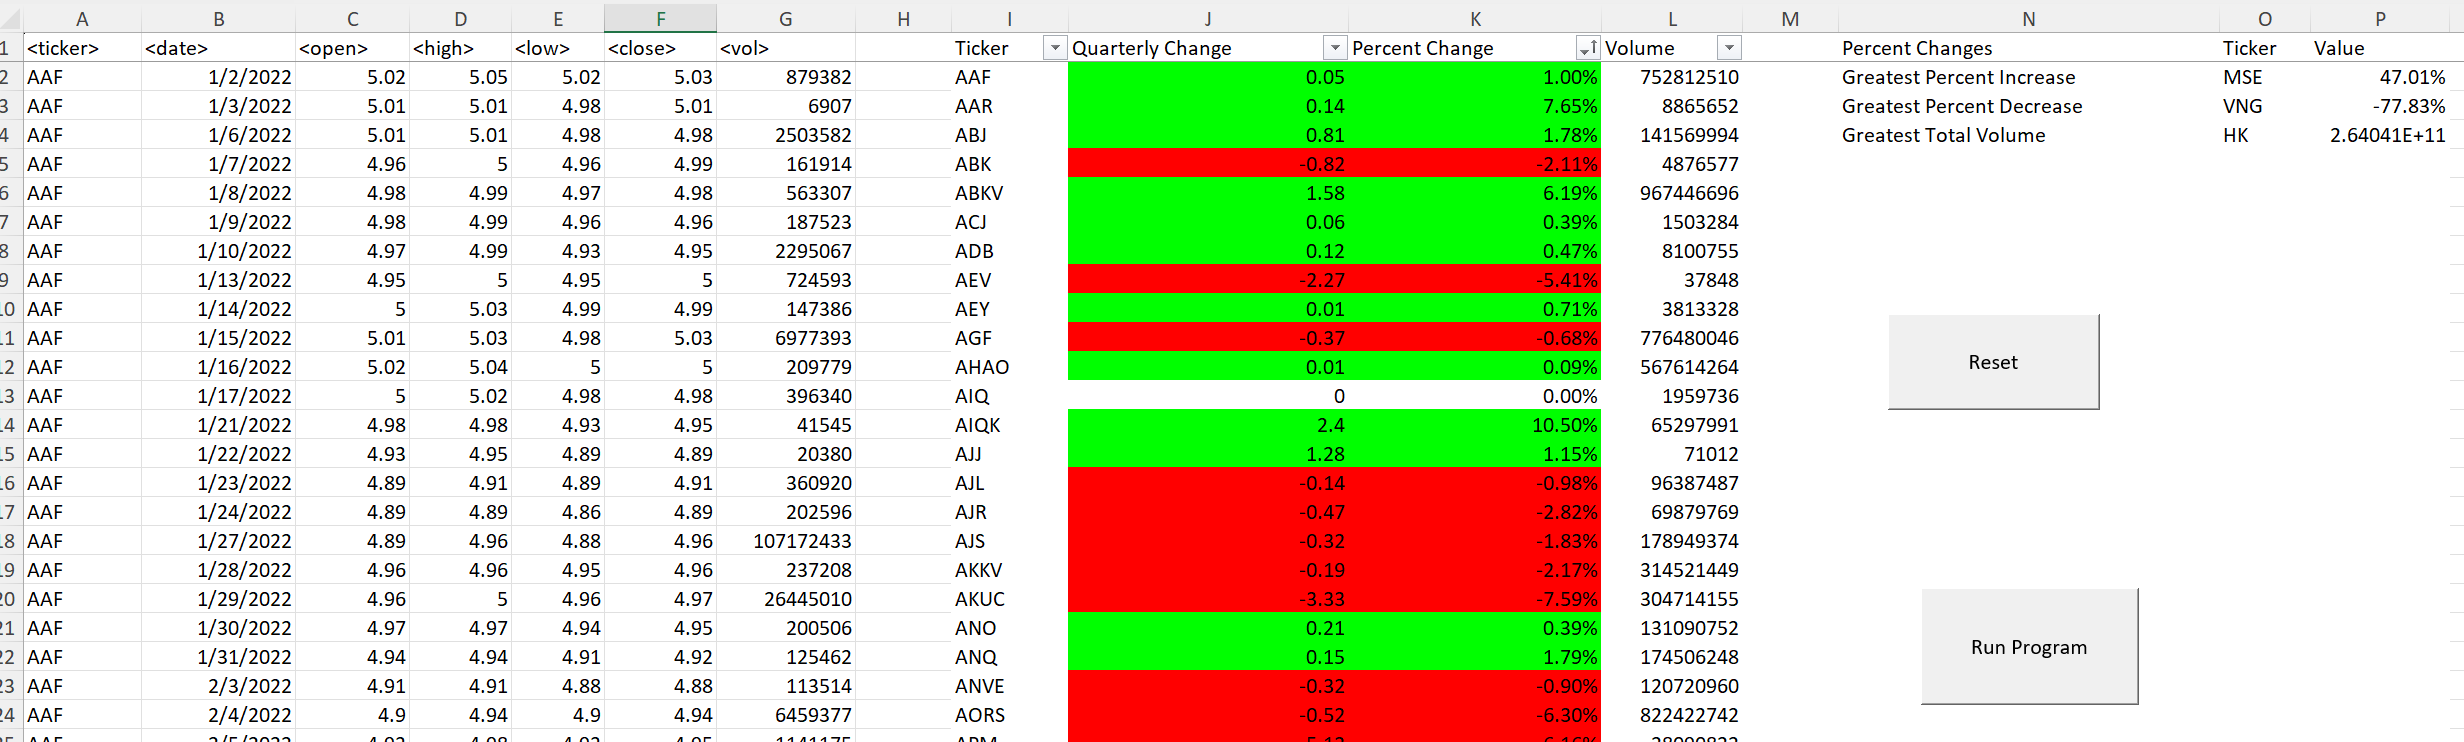 A B C D E F G H I J K L M N O P
1 <ticker> <date> <open> <high> <low> <close> <vol> Ticker Quarterly Change Percent Change Volume Percent Changes Ticker Value
2 AAF 1/2/2022 5.02 5.05 5.02 5.03 879382 AAF 0.05 1.00% 752812510 Greatest Percent Increase MSE 47.01%
3 AAF 1/3/2022 5.01 5.01 4.98 5.01 6907 AAR 0.14 7.65% 8865652 Greatest Percent Decrease VNG -77.83%
4 AAF 1/6/2022 5.01 5.01 4.98 4.98 2503582 ABJ 0.81 1.78% 141569994 Greatest Total Volume HK 2.64041E+11
5 AAF 1/7/2022 4.96 5 4.96 4.99 161914 ABK -0.82 -2.11% 4876577
6 AAF 1/8/2022 4.98 4.99 4.97 4.98 563307 ABKV 1.58 6.19% 967446696
7 AAF 1/9/2022 4.98 4.99 4.96 4.96 187523 ACJ 0.06 0.39% 1503284
8 AAF 1/10/2022 4.97 4.99 4.93 4.95 2295067 ADB 0.12 0.47% 8100755
9 AAF 1/13/2022 4.95 5 4.95 5 724593 AEV -2.27 -5.41% 37848
10 AAF 1/14/2022 5 5.03 4.99 4.99 147386 AEY 0.01 0.71% 3813328
11 AAF 1/15/2022 5.01 5.03 4.98 5.03 6977393 AGF -0.37 -0.68% 776480046
12 AAF 1/16/2022 5.02 5.04 5 5 209779 AHAO 0.01 0.09% 567614264
Reset
13 AAF 1/17/2022 5 5.02 4.98 4.98 396340 AIQ 0 0.00% 1959736
14 AAF 1/21/2022 4.98 4.98 4.93 4.95 41545 AIQK 2.4 10.50% 65297991
15 AAF 1/22/2022 4.93 4.95 4.89 4.89 20380 AJJ 1.28 1.15% 71012
16 AAF 1/23/2022 4.89 4.91 4.89 4.91 360920 AJL -0.14 -0.98% 96387487
17 AAF 1/24/2022 4.89 4.89 4.86 4.89 202596 AJR -0.47 -2.82% 69879769
18 AAF 1/27/2022 4.89 4.96 4.88 4.96 107172433 AJS -0.32 -1.83% 178949374
19 AAF 1/28/2022 4.96 4.96 4.95 4.96 237208 AKKV -0.19 -2.17% 314521449
20 AAF 1/29/2022 4.96 5 4.96 4.97 26445010 AKUC -3.33 -7.59% 304714155
21 AAF 1/30/2022 4.97 4.97 4.94 4.95 200506 ANO 0.21 0.39% 131090752
22 AAF 1/31/2022 4.94 4.94 4.91 4.92 125462 ANQ 0.15 1.79% 174506248
Run Program
23 AAF 2/3/2022 4.91 4.91 4.88 4.88 113514 ANVE -0.32 -0.90% 120720960
24 AAF 2/4/2022 4.9 4.94 4.9 4.94 6459377 AORS -0.52 -6.30% 822422742